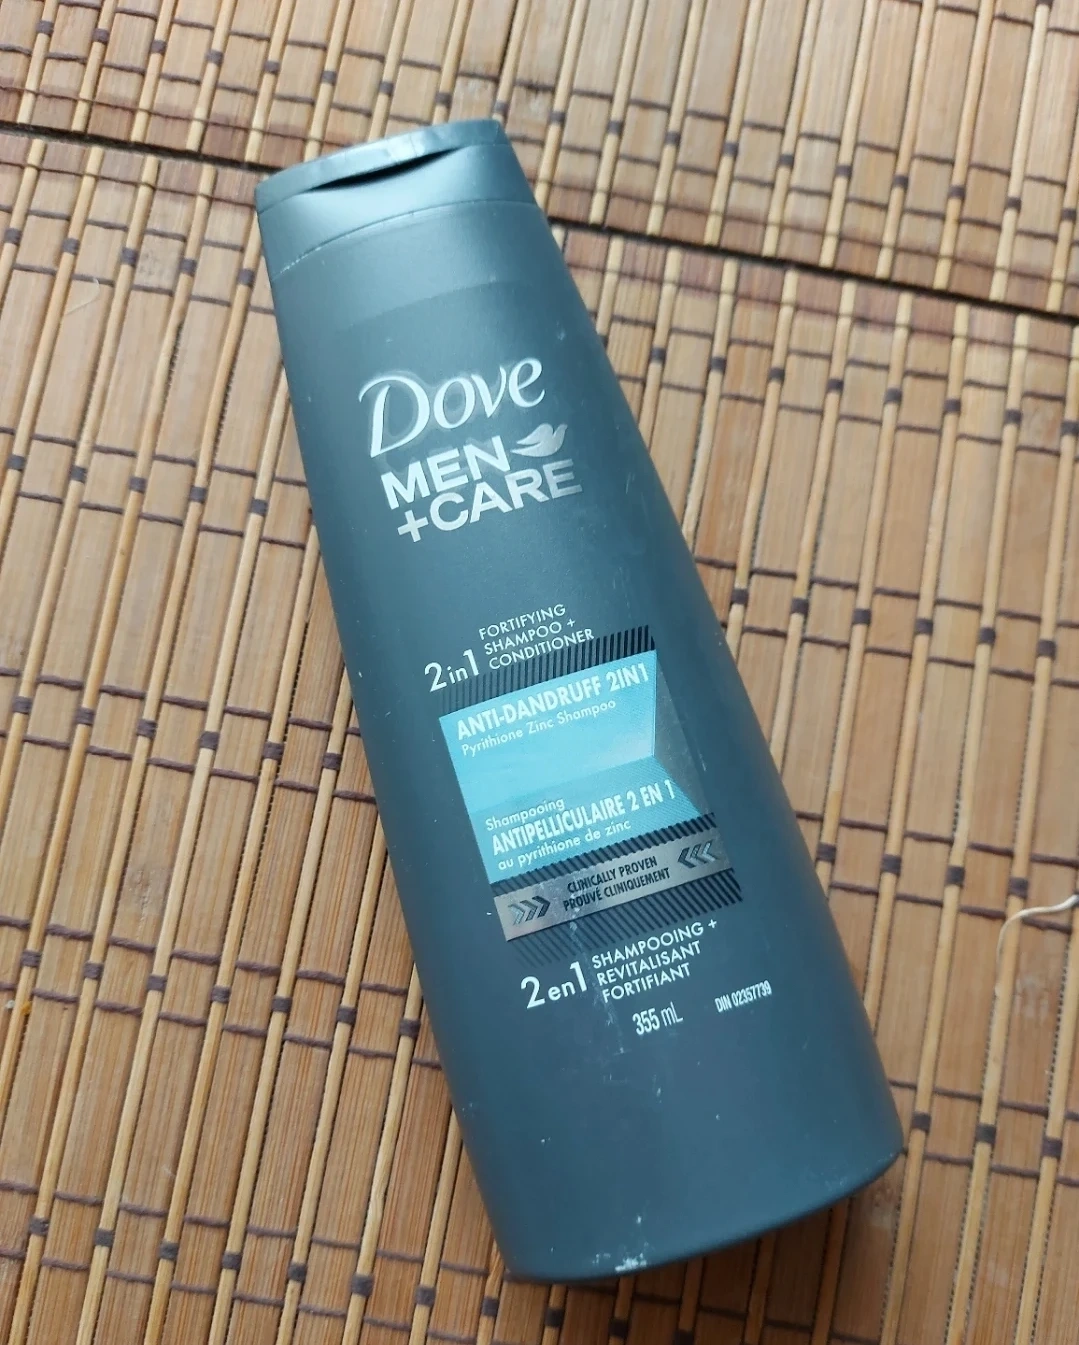 Dove
MEN
+CARE
2in1
FORTIFYING
SHAMPOO +
CONDITIONER
ANTI-DANDRUFF 2IN1
Pyrithione Zinc Shampoo
Shampooing
ANTIPELLICULAIRE 2 EN 1
au pyrithione de zinc
CLINICALLY PROVEN
PROUVÉ CLINIQUEMENT
2en1
SHAMPOOING +
REVITALISANT
FORTIFIANT
355 mL
DIN 02357739